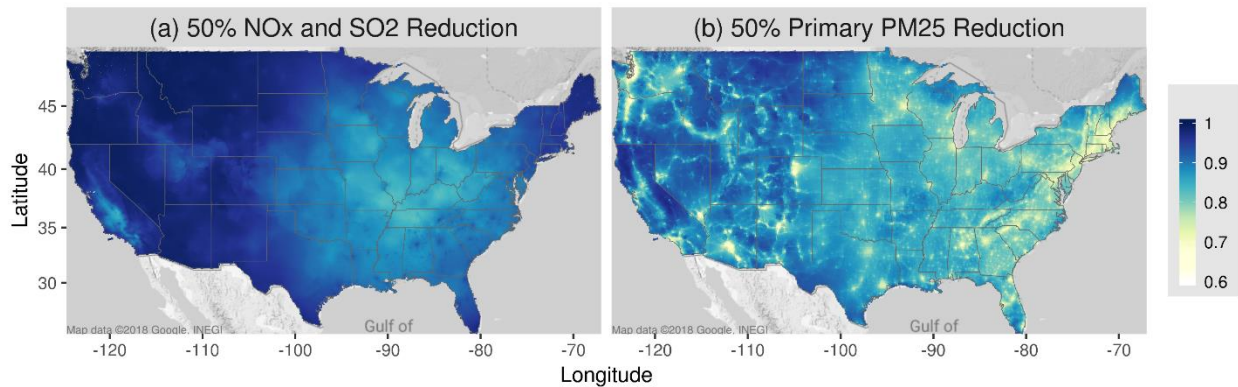 (a) 50% NOx and SO2 Reduction
(b) 50% Primary PM25 Reduction
Latitude
45
40
35
30
Map data ©2018 Google, INEGI
Gulf of
Map data ©2018 Google, INEGI
Gulf of
-120
-110
-100
-90
-80
-70
-120
-110
-100
-90
-80
-70
Longitude
1
0.9
0.8
0.7
0.6